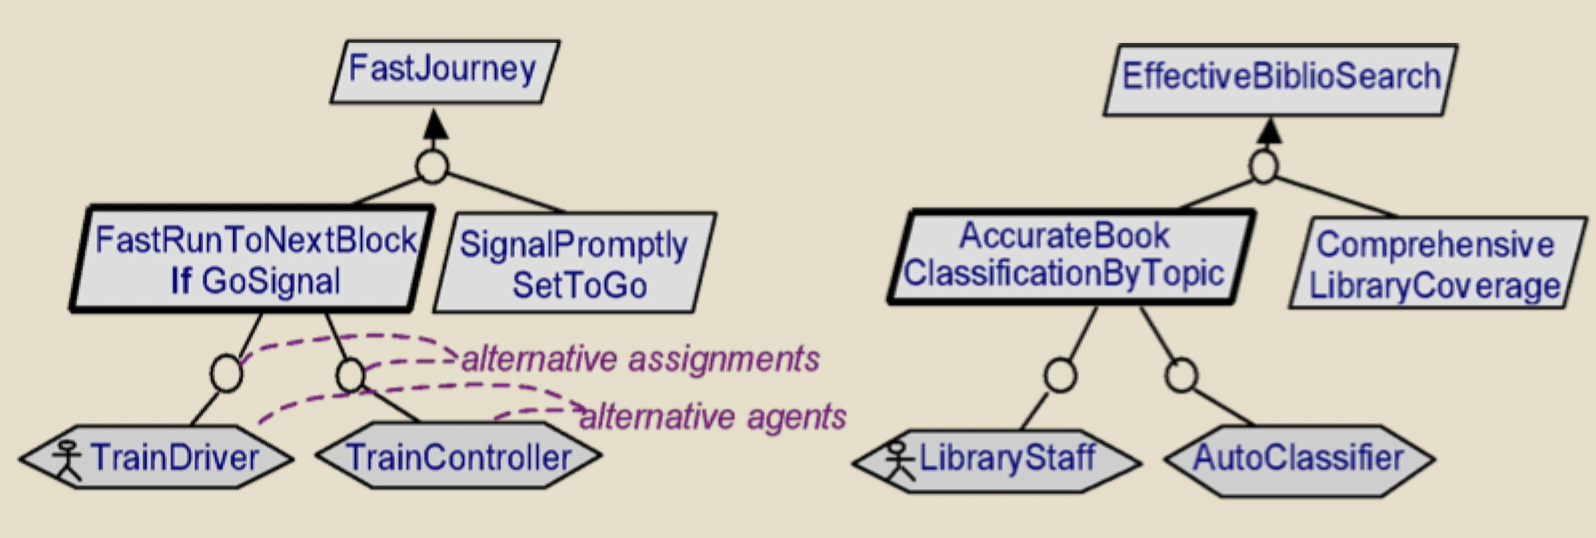 FastJourney
FastRunToNextBlock
If GoSignal
SignalPromptly
SetToGo
alternative assignments
alternative agents
TrainDriver
TrainController
EffectiveBiblioSearch
AccurateBook
ClassificationByTopic
Comprehensive
LibraryCoverage
LibraryStaff
AutoClassifier